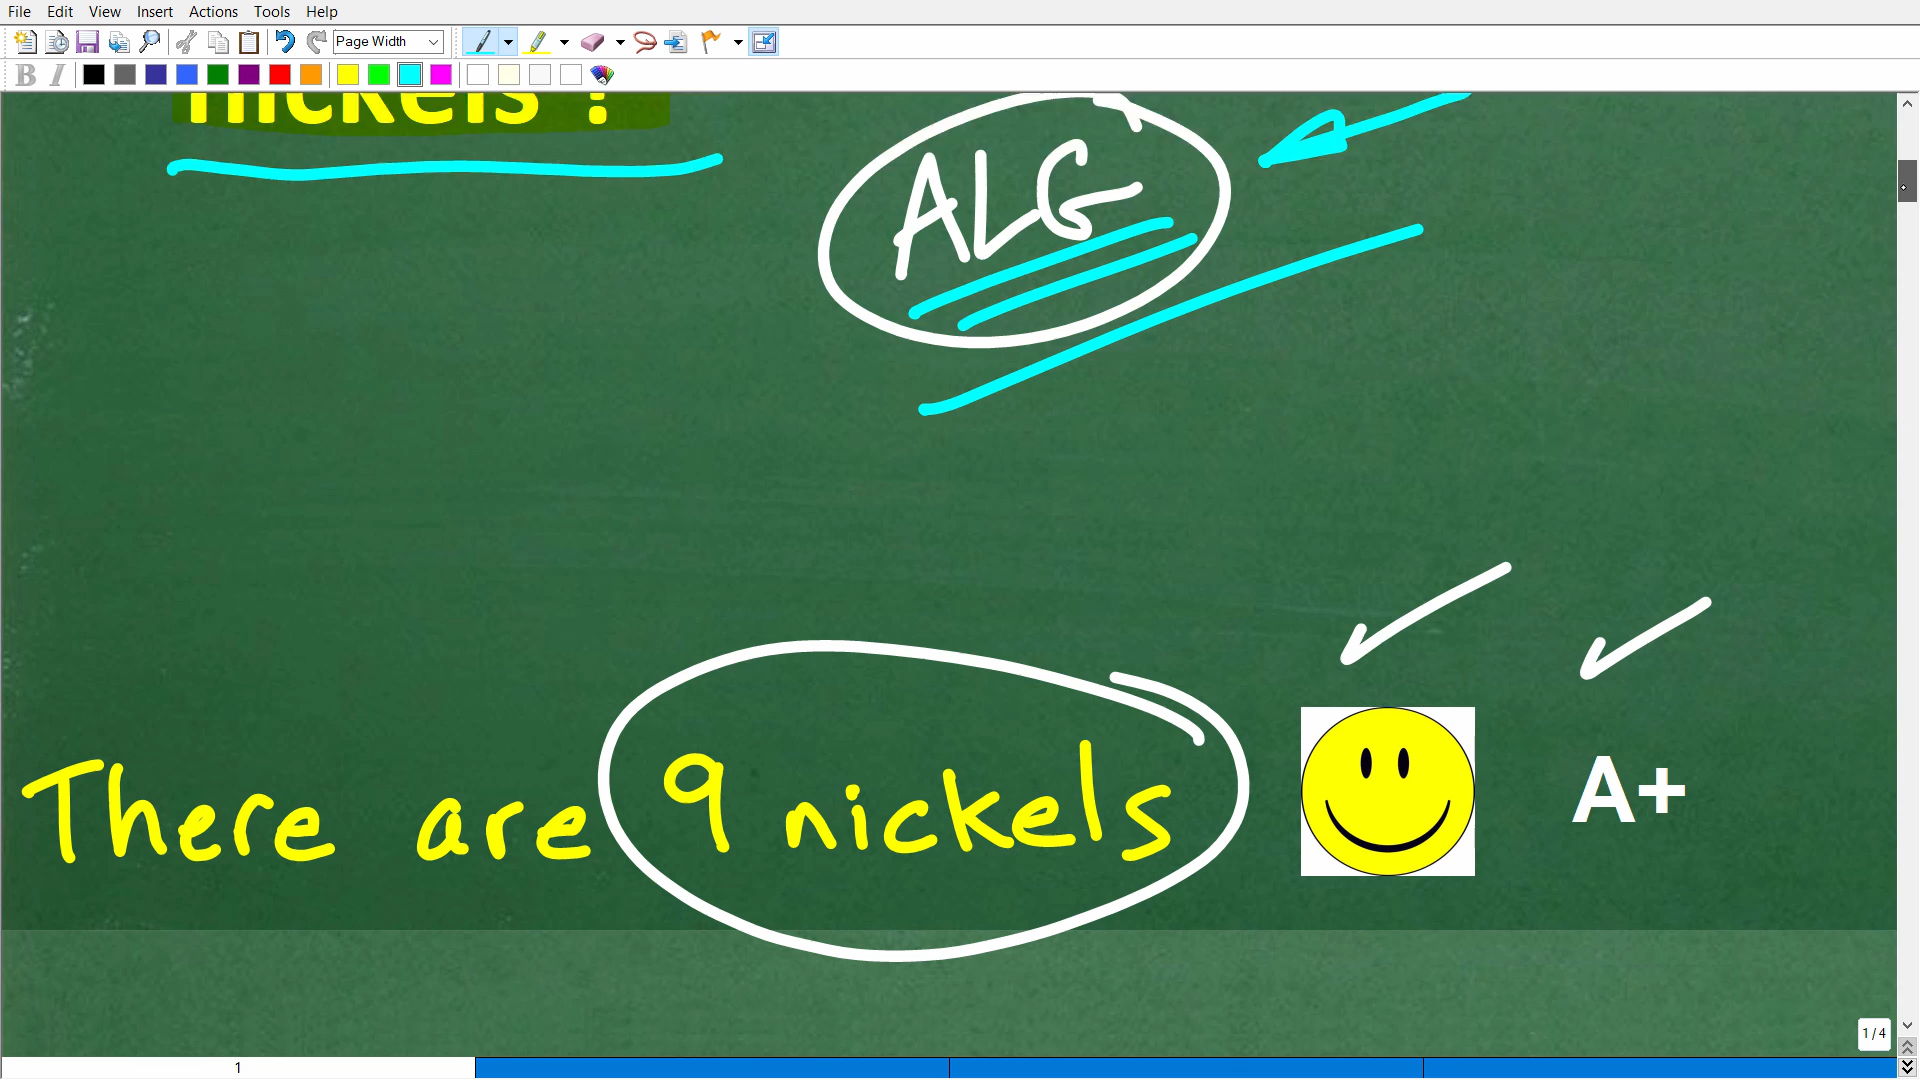 File Edit View Insert Actions Tools Help
Page Width
B I
nickels ?
ALG
There are 9 nickels
A+
1 / 4
1